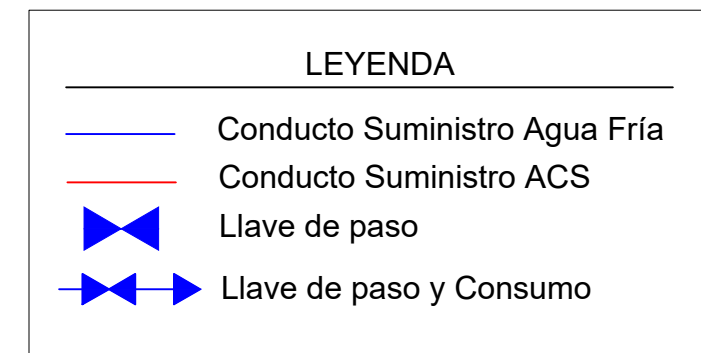 LEYENDA
Conducto Suministro Agua Fría
Conducto Suministro ACS
Llave de paso
Llave de paso y Consumo